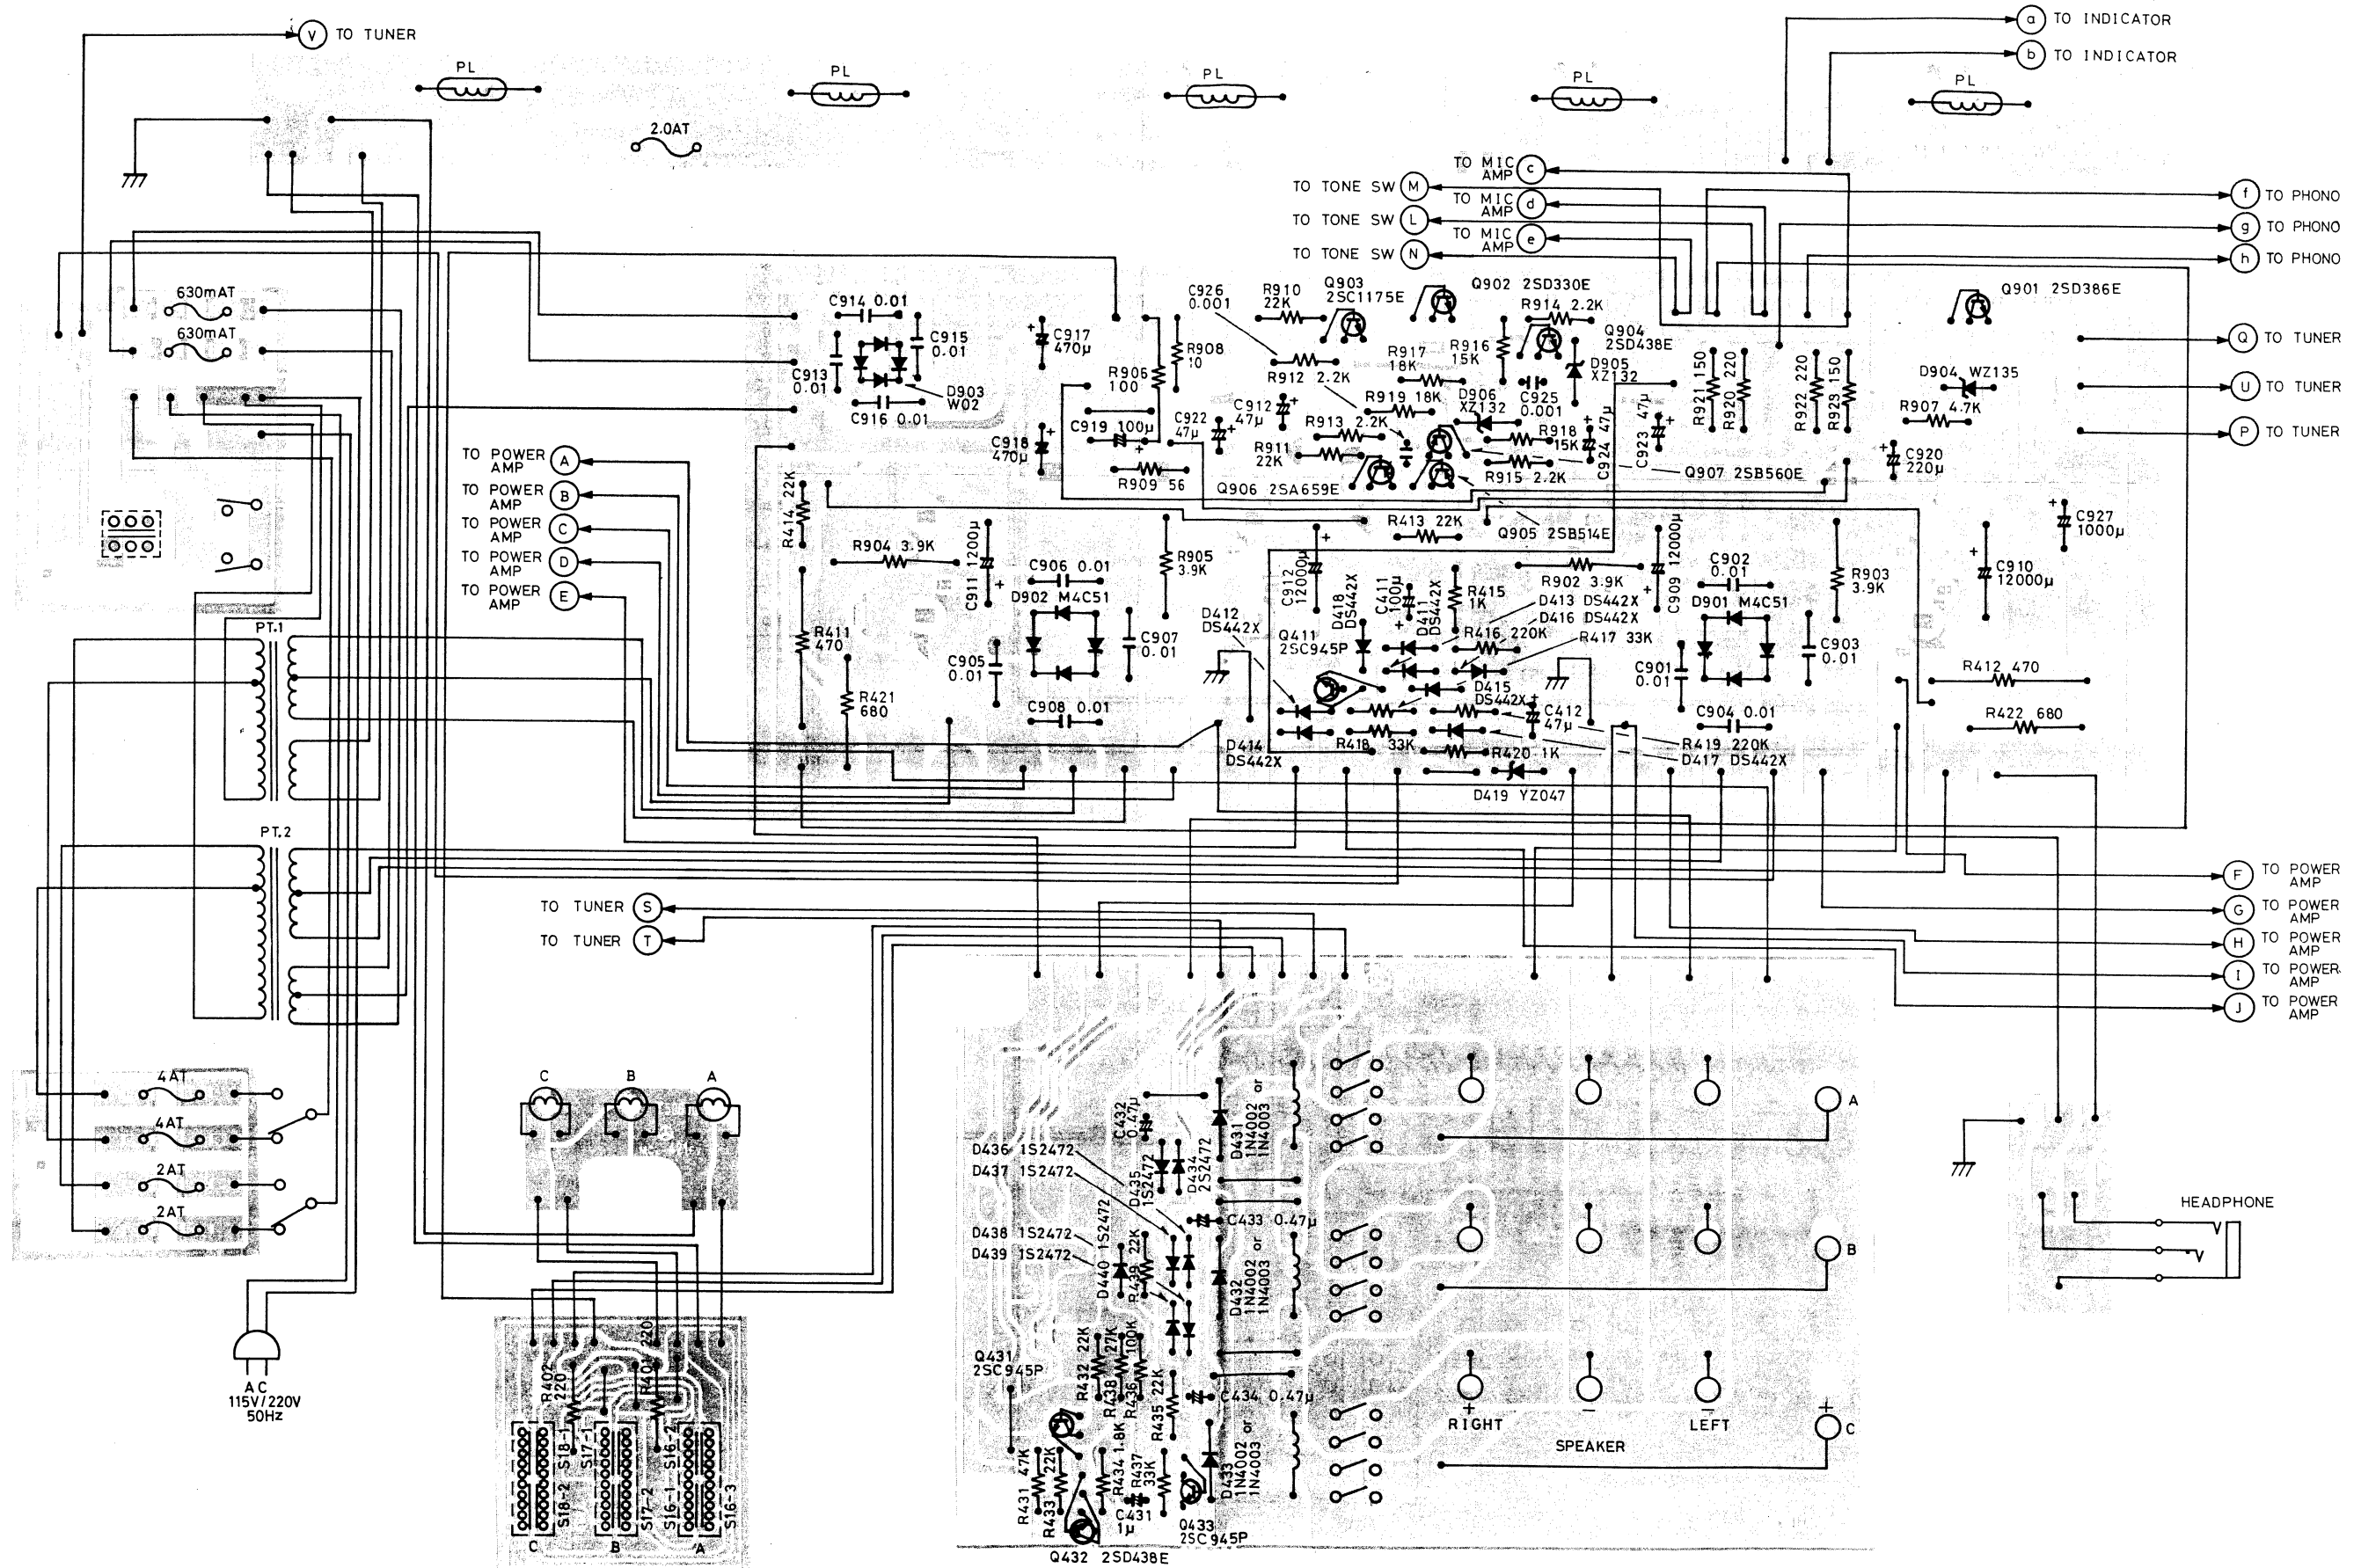 V TO TUNER
a TO INDICATOR
b TO INDICATOR
PL
PL
PL
PL
PL
2.0AT
TO MIC AMP c
TO TONE SW M
TO MIC AMP d
TO TONE SW L
TO MIC AMP e
TO TONE SW N
f TO PHONO
g TO PHONO
h TO PHONO
630mAT
630mAT
C914 0.01
C915
0.01
C913
0.01
C916 0.01
D903
W02
C917
470µ
C918
470µ
R906
100
R908
10
C919 100µ
R909 56
C922
47µ
C912
47µ
C926
0.001
R910
22K
R912 2.2K
R913 2.2K
R911
22K
Q903
2SC1175E
Q902 2SD330E
R914 2.2K
Q904
2SD438E
R917
18K
R916
15K
D905
XZ132
R919 18K
D906
XZ132
C925
0.001
R918
15K
R915 2.2K
C924 47µ
C923 47µ
Q906 2SA659E
Q907 2SB560E
Q905 2SB514E
R921 150
R920 220
R922 220
R923 150
Q901 2SD386E
D904 WZ135
R907 4.7K
C920
220µ
Q TO TUNER
U TO TUNER
P TO TUNER
TO POWER AMP A
TO POWER AMP B
TO POWER AMP C
TO POWER AMP D
TO POWER AMP E
R414 22K
R904 3.9K
C911 1200µ
C906 0.01
D902 M4C51
R905
3.9K
C907
0.01
C905
0.01
C908 0.01
R411
470
R421
680
R413 22K
C912
12000µ
D418
DS442X
C411
100µ
D411
DS442X
R415
1K
R902 3.9K
D413 DS442X
D416 DS442X
R416 220K
R417 33K
D412
DS442X
Q411
2SC945P
D415
DS442X
C412
47µ
D414
DS442X
R418 33K
R420 1K
R419 220K
D417 DS442X
D419 YZ047
C909 12000µ
C902
0.01
D901 M4C51
C901
0.01
C903
0.01
C904 0.01
R903
3.9K
C910
12000µ
C927
1000µ
R412 470
R422 680
PT.1
PT.2
TO TUNER S
TO TUNER T
F TO POWER AMP
G TO POWER AMP
H TO POWER AMP
I TO POWER AMP
J TO POWER AMP
4AT
4AT
2AT
2AT
AC
115V/220V
50Hz
C B A
R402
220
R401 220
S18-1
S17-1
S16-2
S18-2
S17-2
S16-1
S16-3
C B A
C432
0.47µ
D436 1S2472
D437 1S2472
D435
1S2472
D434
2S2472
D431
1N4002 or
1N4003
D438 1S2472
D439 1S2472
D440 1S2472
R439 22K
C433 0.47µ
D432
1N4002 or
1N4003
Q431
2SC945P
R432 22K
R438 27K
R436 100K
R435 22K
C434 0.47µ
D433
1N4002 or
1N4003
R431 47K
R433 22K
R434 1.8K
R437
33K
C431
1µ
Q433
2SC945P
Q432 2SD438E
A
B
C
+ − − +
RIGHT
LEFT
SPEAKER
HEADPHONE